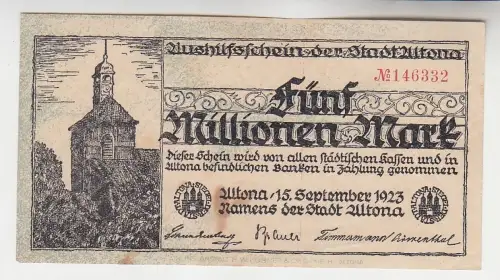 Aushilfsschein der Stadt Altona
№146332
Fünf
Millionen Mark
Dieser Schein wird von allen städtischen Kassen und in
Altona befindlichen Banken in Zahlung genommen
Altona, 15. September 1923
Namens der Stadt Altona